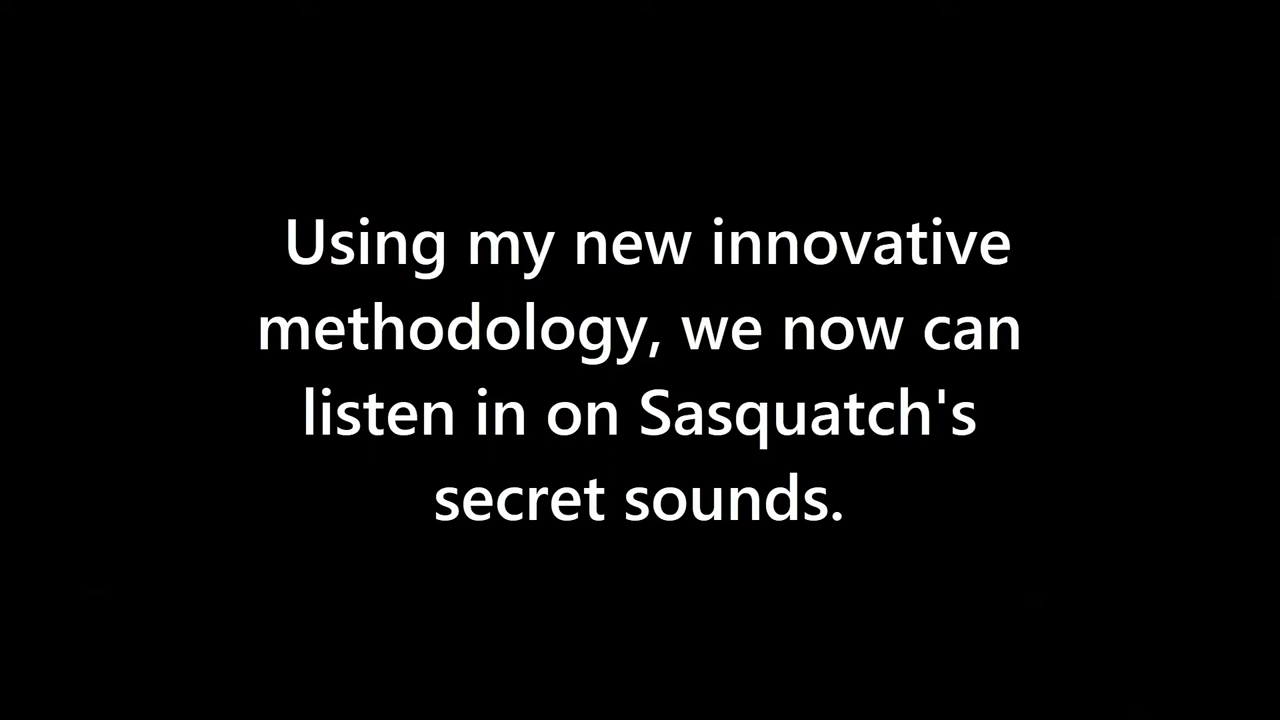 Using my new innovative
methodology, we now can
listen in on Sasquatch's
secret sounds.